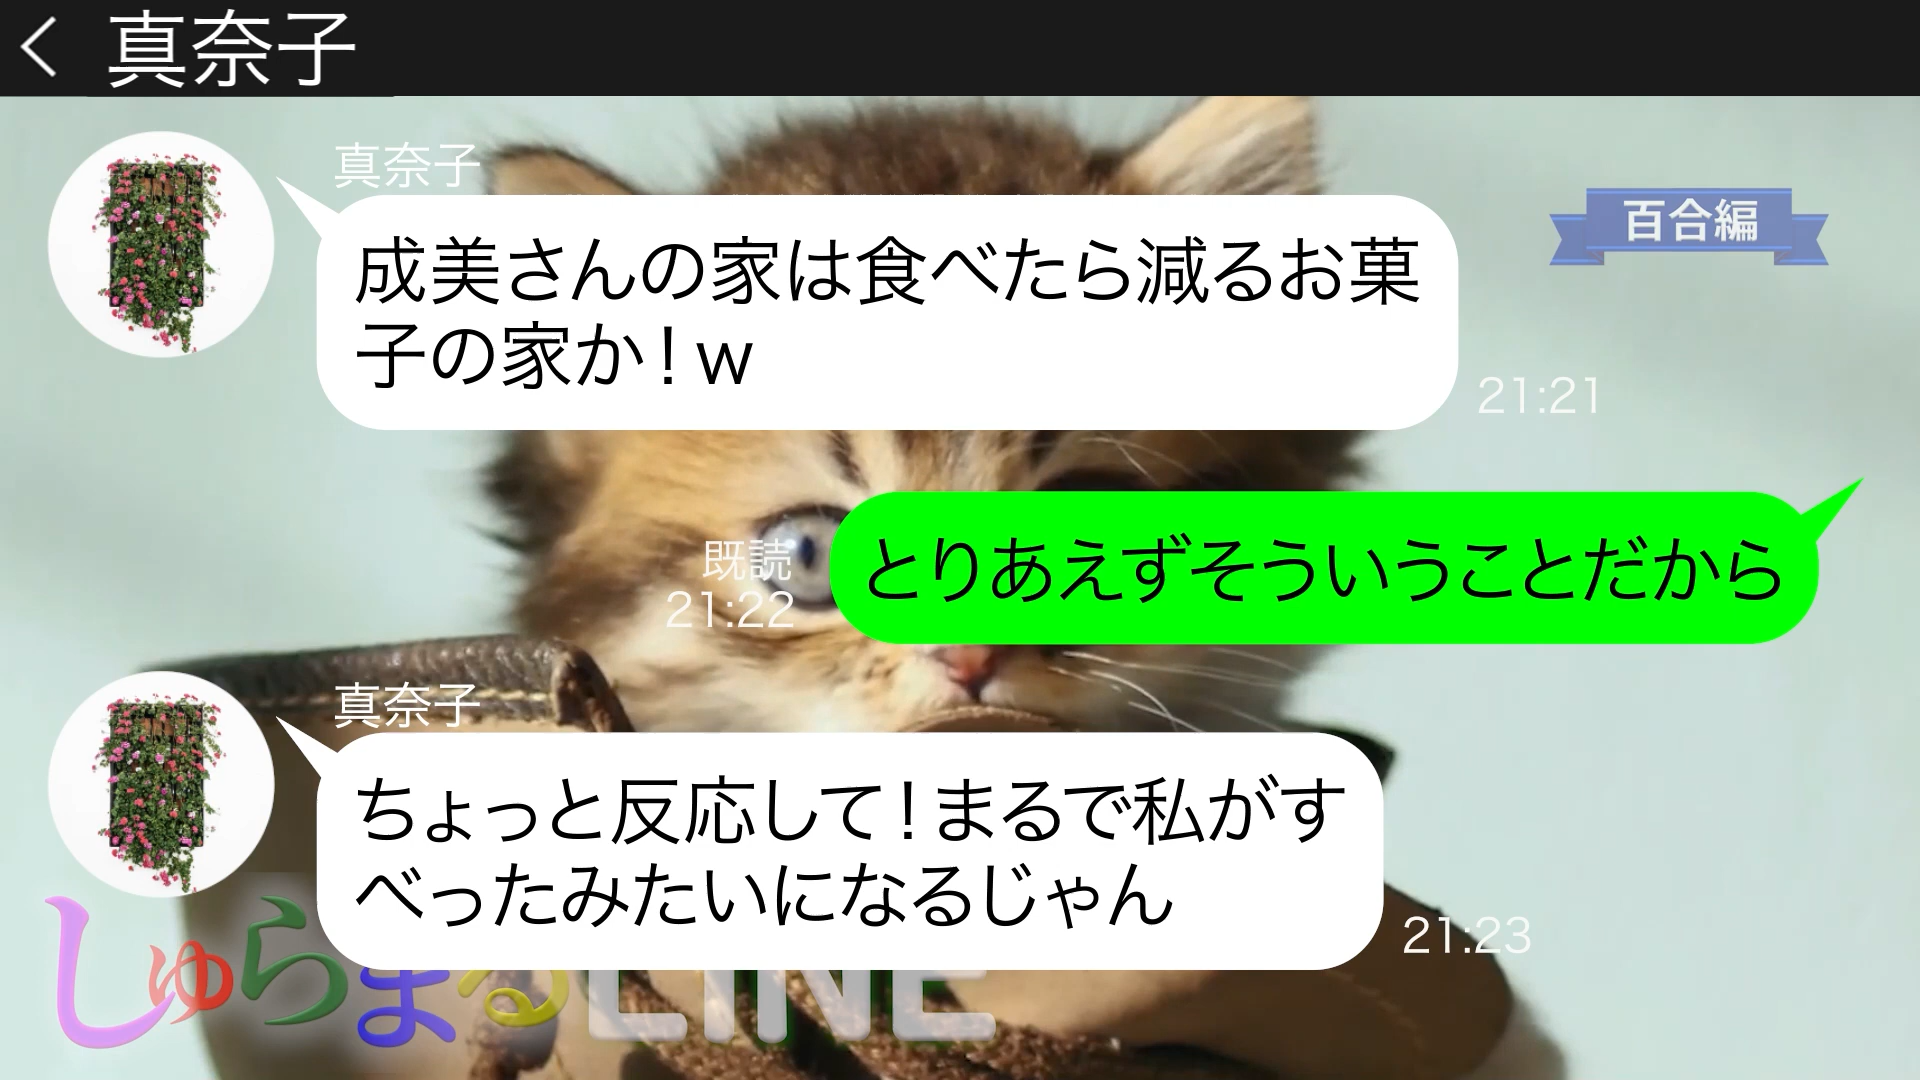 真奈子
真奈子
百合編
成美さんの家は食べたら減るお菓
子の家か！w
21:21
とりあえずそういうことだから
既読
21:22
真奈子
ちょっと反応して！まるで私がす
べったみたいになるじゃん
21:23
しゅらまるLINE